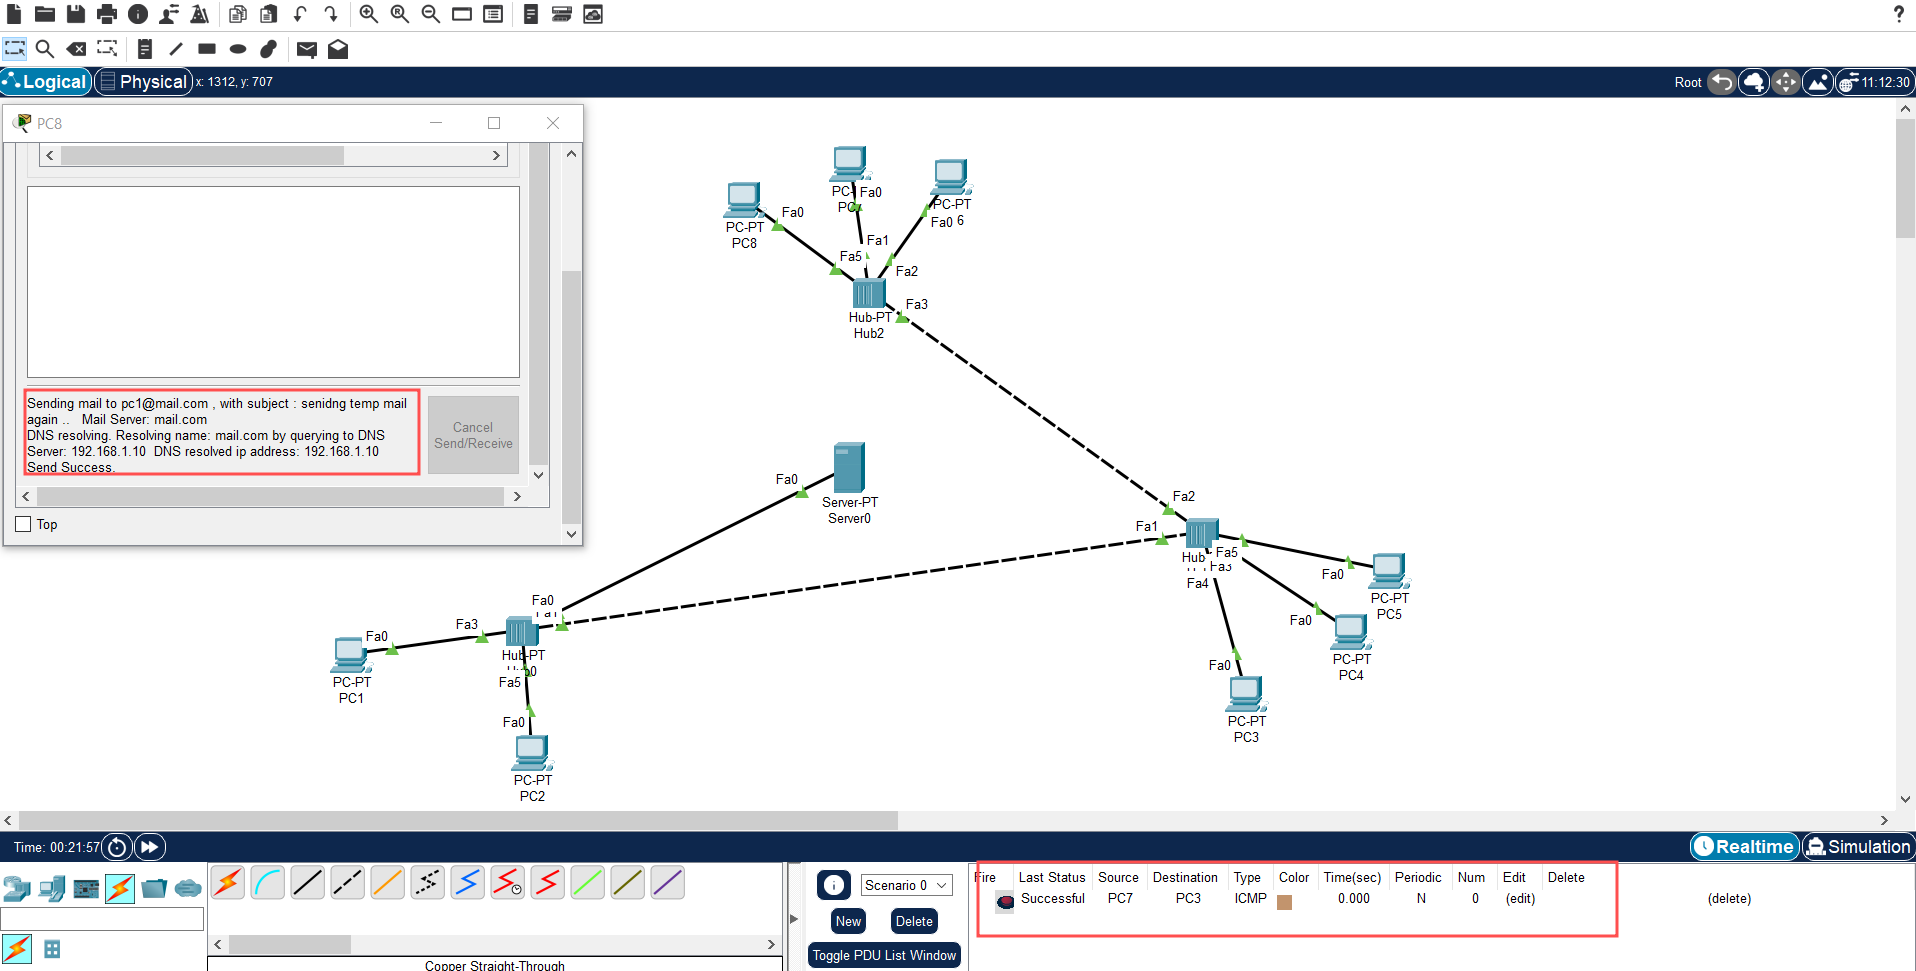 ?
Logical
Physical
x: 1312, y: 707
Root
11:12:30
PC8
Sending mail to pc1@mail.com , with subject : senidng temp mail
again ..   Mail Server: mail.com
DNS resolving. Resolving name: mail.com by querying to DNS
Server: 192.168.1.10  DNS resolved ip address: 192.168.1.10
Send Success.
Cancel
Send/Receive
Top
Fa0
PC-PT
PC8
Fa0
Fa0
PC-PT
6
Fa5
Fa1
Fa2
Hub-PT
Hub2
Fa3
Fa0
Server-PT
Server0
Fa2
Fa1
Hub
Fa5
Fa3
Fa4
Fa0
PC-PT
PC5
Fa0
PC-PT
PC4
Fa0
PC-PT
PC3
Fa0
Fa1
Fa3
Fa0
PC-PT
PC1
Hub-PT
Fa5
Fa0
PC-PT
PC2
Time: 00:21:57
Realtime
Simulation
Scenario 0
New
Delete
Toggle PDU List Window
Copper Straight-Through
Fire Last Status Source Destination Type Color Time(sec) Periodic Num Edit Delete
Successful PC7 PC3 ICMP 0.000 N 0 (edit) (delete)